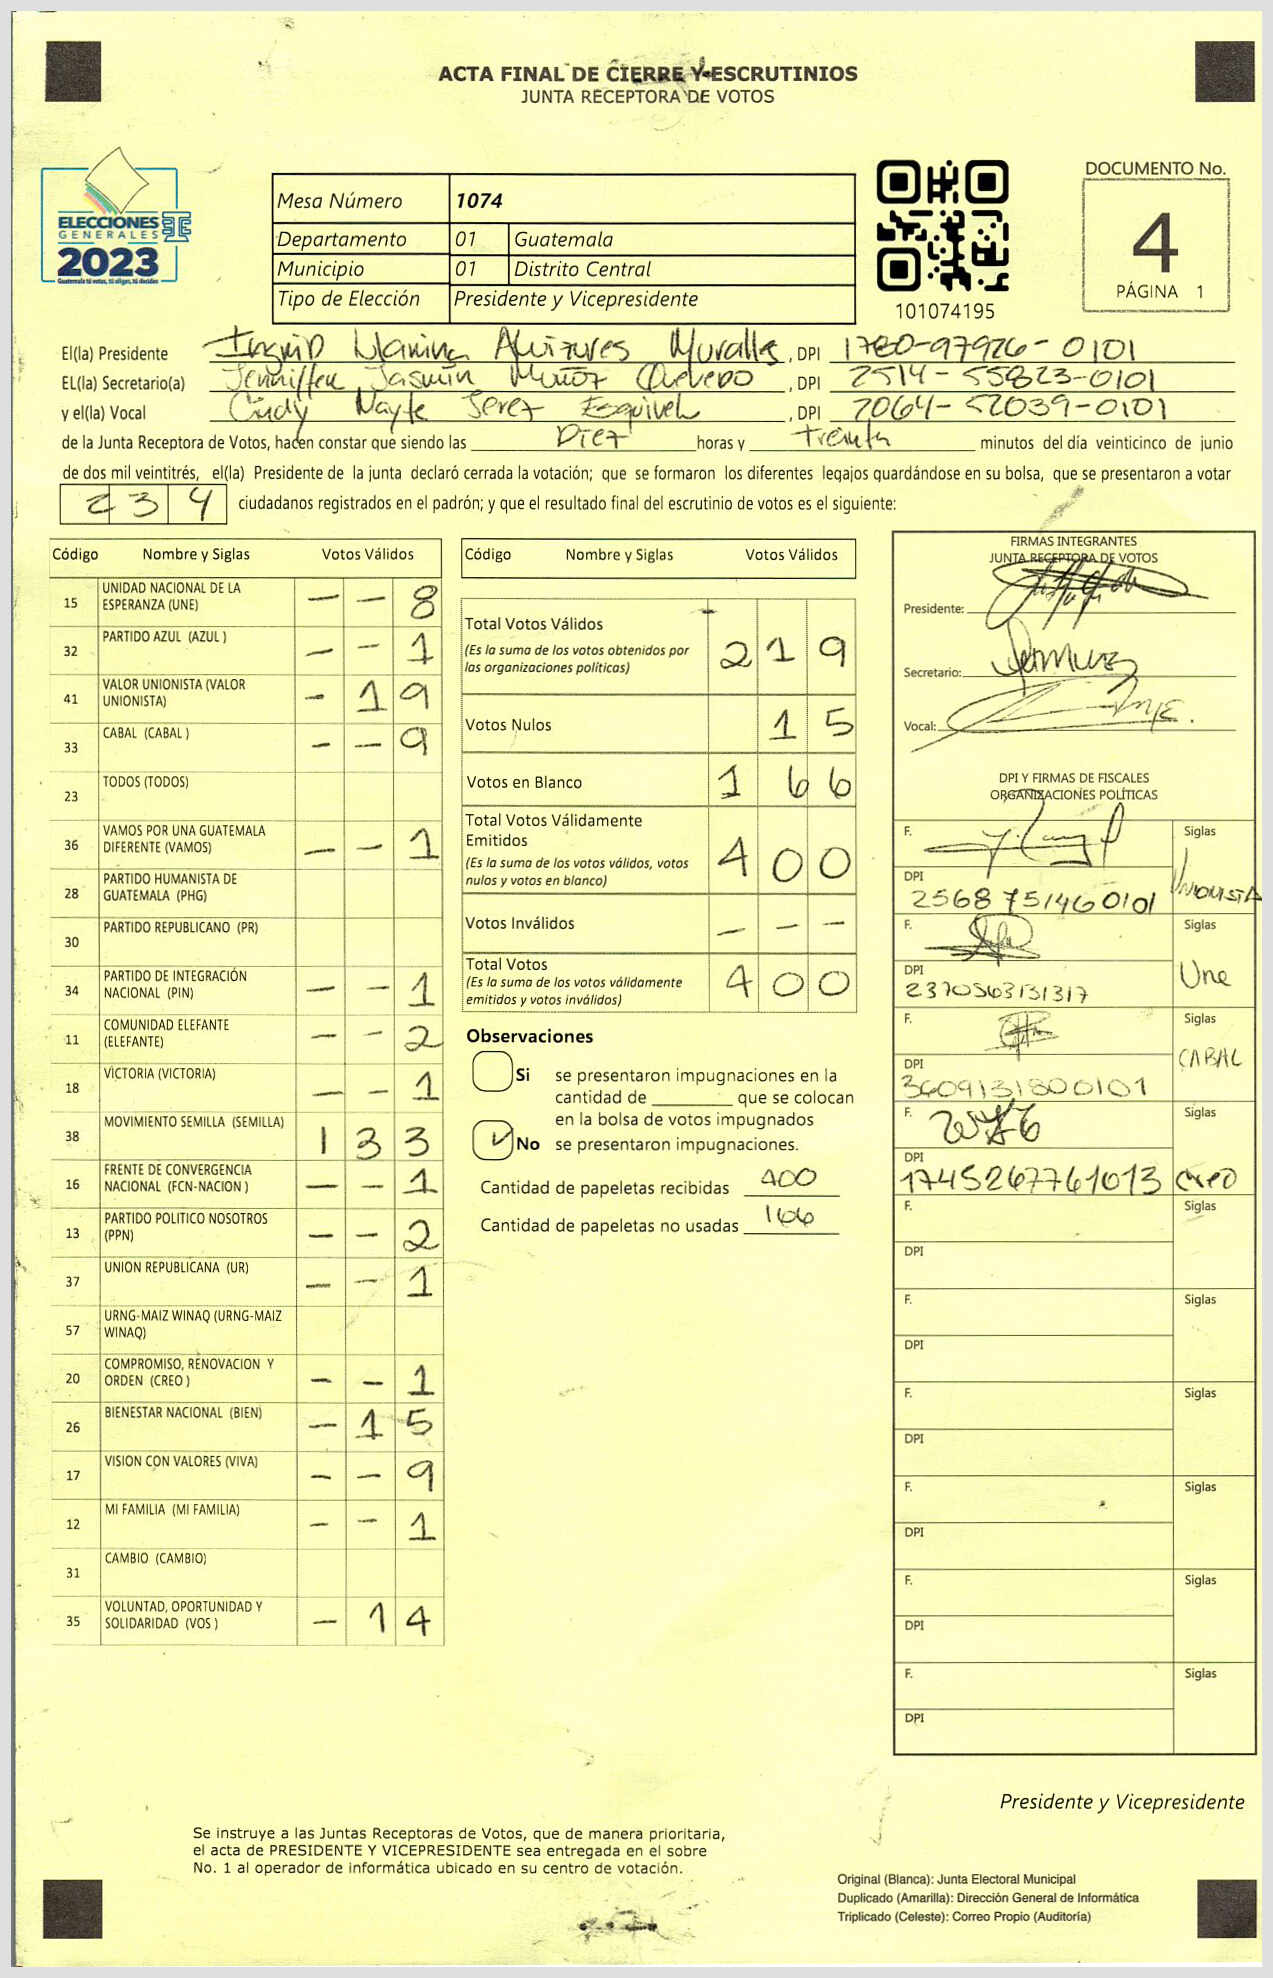 ACTA FINAL DE CIERRE Y ESCRUTINIOS
JUNTA RECEPTORA DE VOTOS
ELECCIONES
GENERALES
2023
Guatemala tú votas, tú eliges, tú decides
Mesa Número 1074
Departamento 01 Guatemala
Municipio 01 Distrito Central
Tipo de Elección Presidente y Vicepresidente
101074195
DOCUMENTO No.
4
PÁGINA 1
El(la) Presidente Ingrid Alvizures Muralles, DPI 1780-97926-0101
EL(la) Secretario(a) Jenniffer Jasmín Muñoz Quevedo, DPI 2514-55823-0101
y el(la) Vocal Cindy Nayte Jerez Esquivel, DPI 2064-52039-0101
de la Junta Receptora de Votos, hacen constar que siendo las Diez horas y treinta minutos del día veinticinco de junio
de dos mil veintitrés, el(la) Presidente de la junta declaró cerrada la votación; que se formaron los diferentes legajos guardándose en su bolsa, que se presentaron a votar
234 ciudadanos registrados en el padrón; y que el resultado final del escrutinio de votos es el siguiente:
Código Nombre y Siglas Votos Válidos
15 UNIDAD NACIONAL DE LA ESPERANZA (UNE) - - 8
32 PARTIDO AZUL (AZUL ) - - 1
41 VALOR UNIONISTA (VALOR UNIONISTA) - 1 9
33 CABAL (CABAL ) - - 9
23 TODOS (TODOS)
36 VAMOS POR UNA GUATEMALA DIFERENTE (VAMOS) - - 1
28 PARTIDO HUMANISTA DE GUATEMALA (PHG)
30 PARTIDO REPUBLICANO (PR)
34 PARTIDO DE INTEGRACIÓN NACIONAL (PIN) - - 1
11 COMUNIDAD ELEFANTE (ELEFANTE) - - 2
18 VICTORIA (VICTORIA) - - 1
38 MOVIMIENTO SEMILLA (SEMILLA) 1 3 3
16 FRENTE DE CONVERGENCIA NACIONAL (FCN-NACION ) - - 1
13 PARTIDO POLITICO NOSOTROS (PPN) - - 2
37 UNION REPUBLICANA (UR) - - 1
57 URNG-MAIZ WINAQ (URNG-MAIZ WINAQ)
20 COMPROMISO, RENOVACION Y ORDEN (CREO ) - - 1
26 BIENESTAR NACIONAL (BIEN) - 1 5
17 VISION CON VALORES (VIVA) - - 9
12 MI FAMILIA (MI FAMILIA) - - 1
31 CAMBIO (CAMBIO)
35 VOLUNTAD, OPORTUNIDAD Y SOLIDARIDAD (VOS ) - 1 4
Código Nombre y Siglas Votos Válidos
Total Votos Válidos 2 1 9
(Es la suma de los votos obtenidos por
las organizaciones políticas)
Votos Nulos 1 5
Votos en Blanco 1 6 6
Total Votos Válidamente
Emitidos 4 0 0
(Es la suma de los votos válidos, votos
nulos y votos en blanco)
Votos Inválidos - - -
Total Votos 4 0 0
(Es la suma de los votos válidamente
emitidos y votos inválidos)
Observaciones
Si se presentaron impugnaciones en la
cantidad de ________ que se colocan
en la bolsa de votos impugnados
No se presentaron impugnaciones.
Cantidad de papeletas recibidas 400
Cantidad de papeletas no usadas 166
FIRMAS INTEGRANTES
JUNTA RECEPTORA DE VOTOS
Presidente:
Secretario:
Vocal:
DPI Y FIRMAS DE FISCALES
ORGANIZACIONES POLÍTICAS
F. Siglas
DPI Unionista
2568751460101
F. Siglas
DPI Une
2370563131317
F. Siglas
DPI CABAL
3609131800101
F. Siglas
DPI
1745267761013 creo
F. Siglas
DPI
F. Siglas
DPI
F. Siglas
DPI
F. Siglas
DPI
F. Siglas
DPI
F. Siglas
DPI
Presidente y Vicepresidente
Se instruye a las Juntas Receptoras de Votos, que de manera prioritaria,
el acta de PRESIDENTE Y VICEPRESIDENTE sea entregada en el sobre
No. 1 al operador de informática ubicado en su centro de votación.
Original (Blanca): Junta Electoral Municipal
Duplicado (Amarilla): Dirección General de Informática
Triplicado (Celeste): Correo Propio (Auditoría)